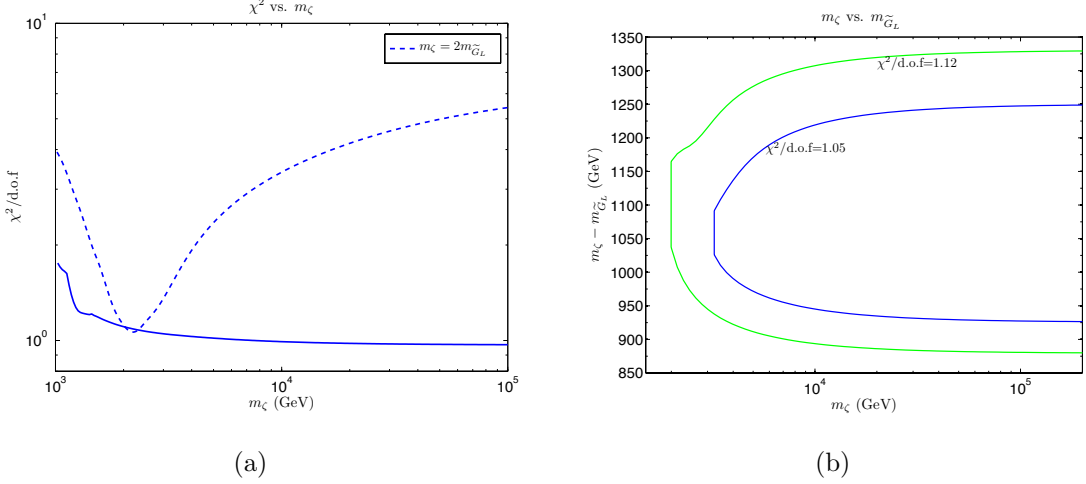 χ² vs. m_ζ
10¹
10⁰
χ²/d.o.f
m_ζ = 2m_{G̃_L}
10³ 10⁴ 10⁵
m_ζ (GeV)
(a)
m_ζ vs. m_{G̃_L}
1350
1300
1250
1200
1150
1100
1050
1000
950
900
850
m_ζ − m_{G̃_L} (GeV)
χ²/d.o.f=1.12
χ²/d.o.f=1.05
10⁴ 10⁵
m_ζ (GeV)
(b)